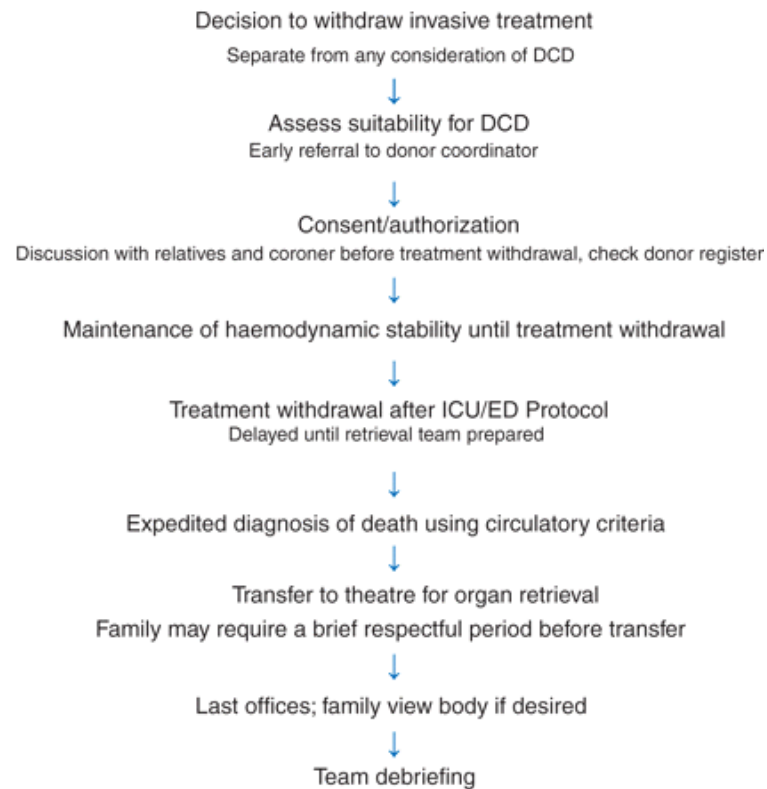 Decision to withdraw invasive treatment
Separate from any consideration of DCD
Assess suitability for DCD
Early referral to donor coordinator
Consent/authorization
Discussion with relatives and coroner before treatment withdrawal, check donor register
Maintenance of haemodynamic stability until treatment withdrawal
Treatment withdrawal after ICU/ED Protocol
Delayed until retrieval team prepared
Expedited diagnosis of death using circulatory criteria
Transfer to theatre for organ retrieval
Family may require a brief respectful period before transfer
Last offices; family view body if desired
Team debriefing